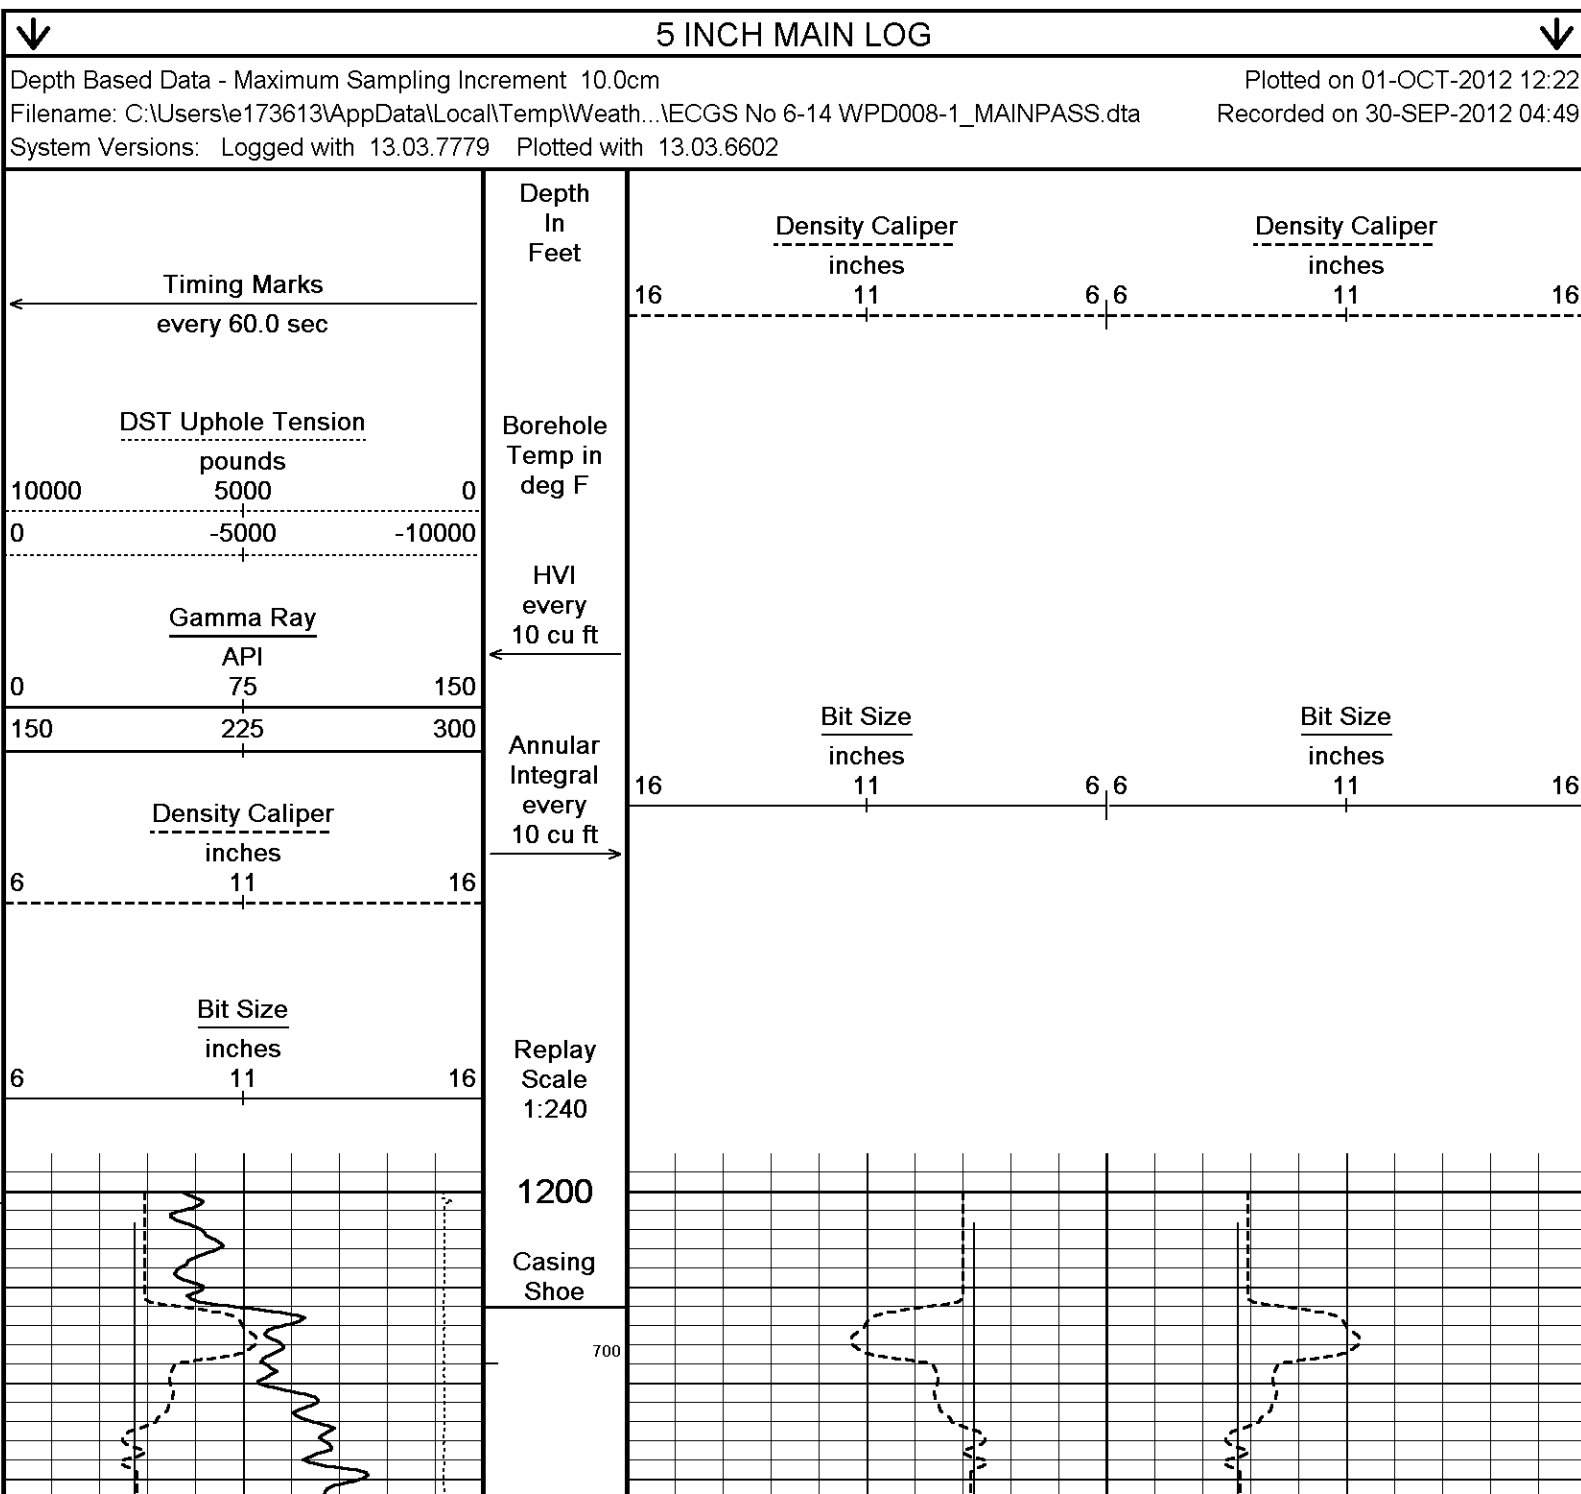 5 INCH MAIN LOG
Depth Based Data - Maximum Sampling Increment 10.0cm
Plotted on 01-OCT-2012 12:22
Filename: C:\Users\e173613\AppData\Local\Temp\Weath...\ECGS No 6-14 WPD008-1_MAINPASS.dta
Recorded on 30-SEP-2012 04:49
System Versions: Logged with 13.03.7779 Plotted with 13.03.6602
Timing Marks
every 60.0 sec
DST Uphole Tension
pounds
10000 5000 0
0 -5000 -10000
Gamma Ray
API
0 75 150
150 225 300
Density Caliper
inches
6 11 16
Bit Size
inches
6 11 16
Depth
In
Feet
Borehole
Temp in
deg F
HVI
every
10 cu ft
Annular
Integral
every
10 cu ft
Replay
Scale
1:240
1200
Casing
Shoe
700
Density Caliper
inches
16 11 6
Density Caliper
inches
6 11 16
Bit Size
inches
16 11 6
Bit Size
inches
6 11 16